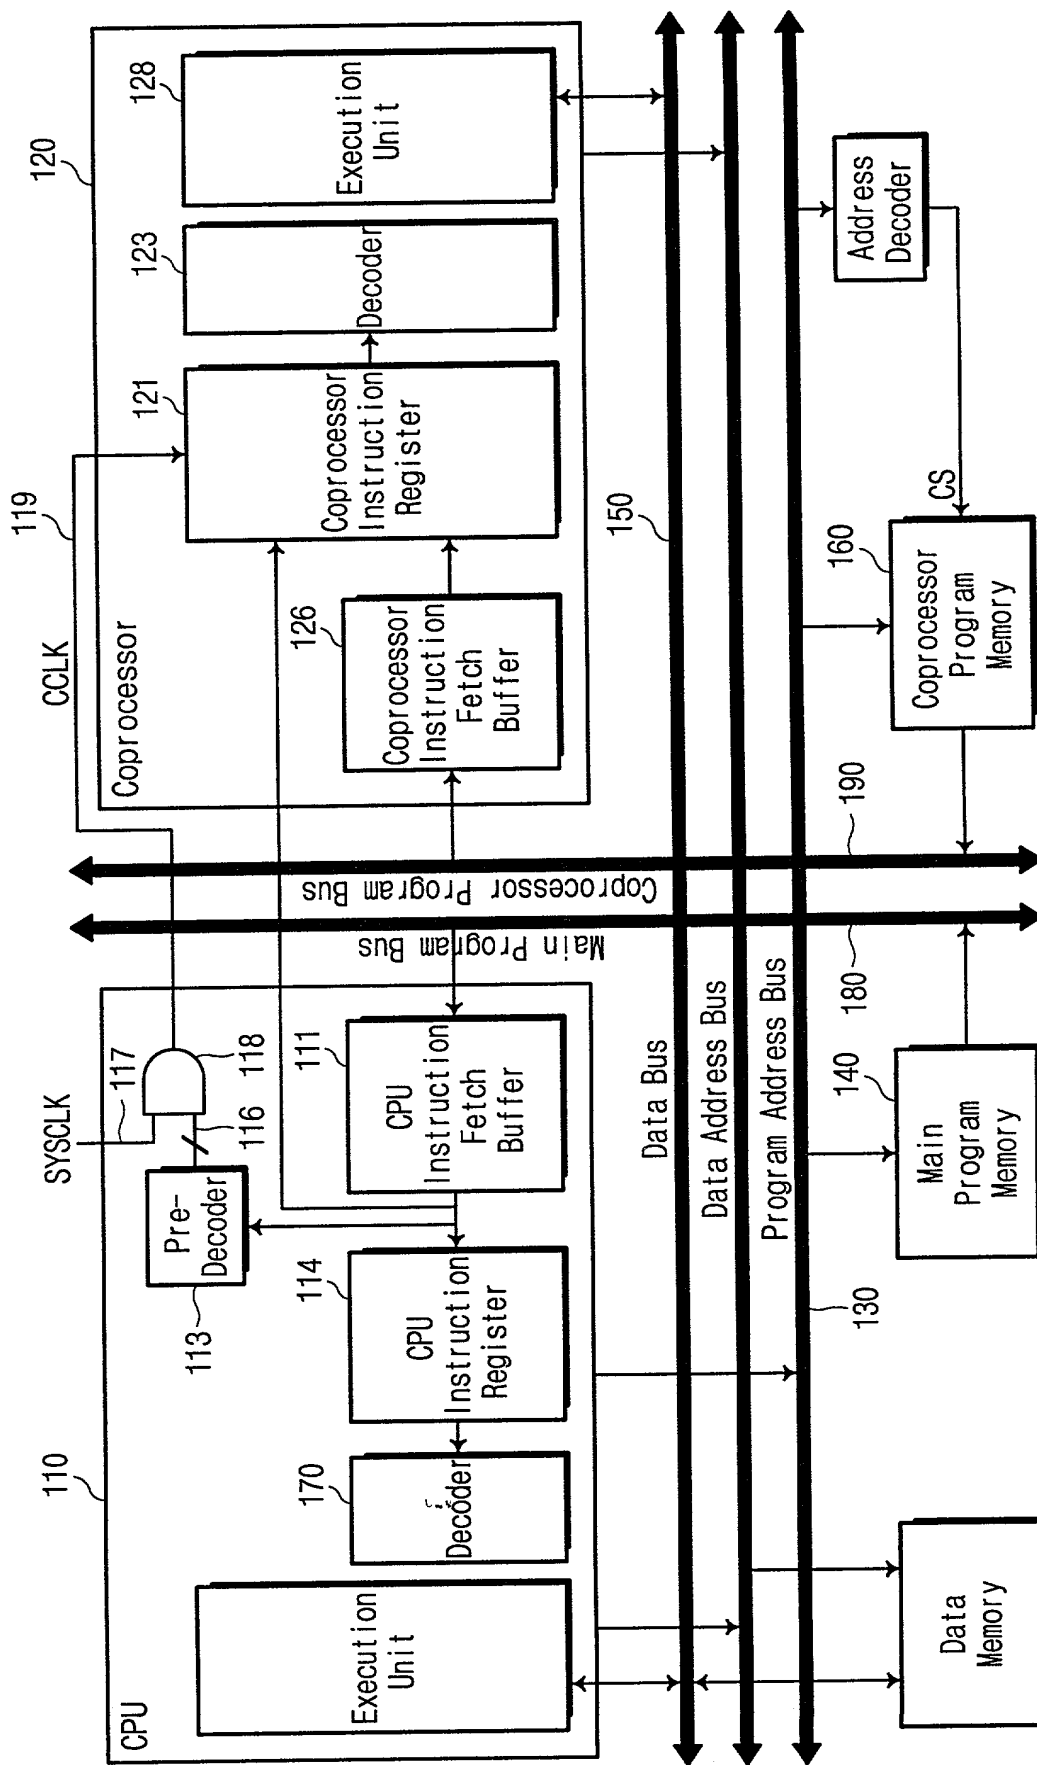 110
CPU
Execution
Unit
170
Decoder
114
CPU
Instruction
Register
113
Pre-
Decoder
SYSCLK
117
116
118
111
CPU
Instruction
Fetch
Buffer
Main Program Bus
Coprocessor Program Bus
CCLK
119
120
Coprocessor
126
Coprocessor
Instruction
Fetch
Buffer
121
Coprocessor
Instruction
Register
123
Decoder
128
Execution
Unit
Data Bus
150
Data Address Bus
Program Address Bus
130
Data
Memory
140
Main
Program
Memory
180
190
160
Coprocessor
Program
Memory
CS
Address
Decoder